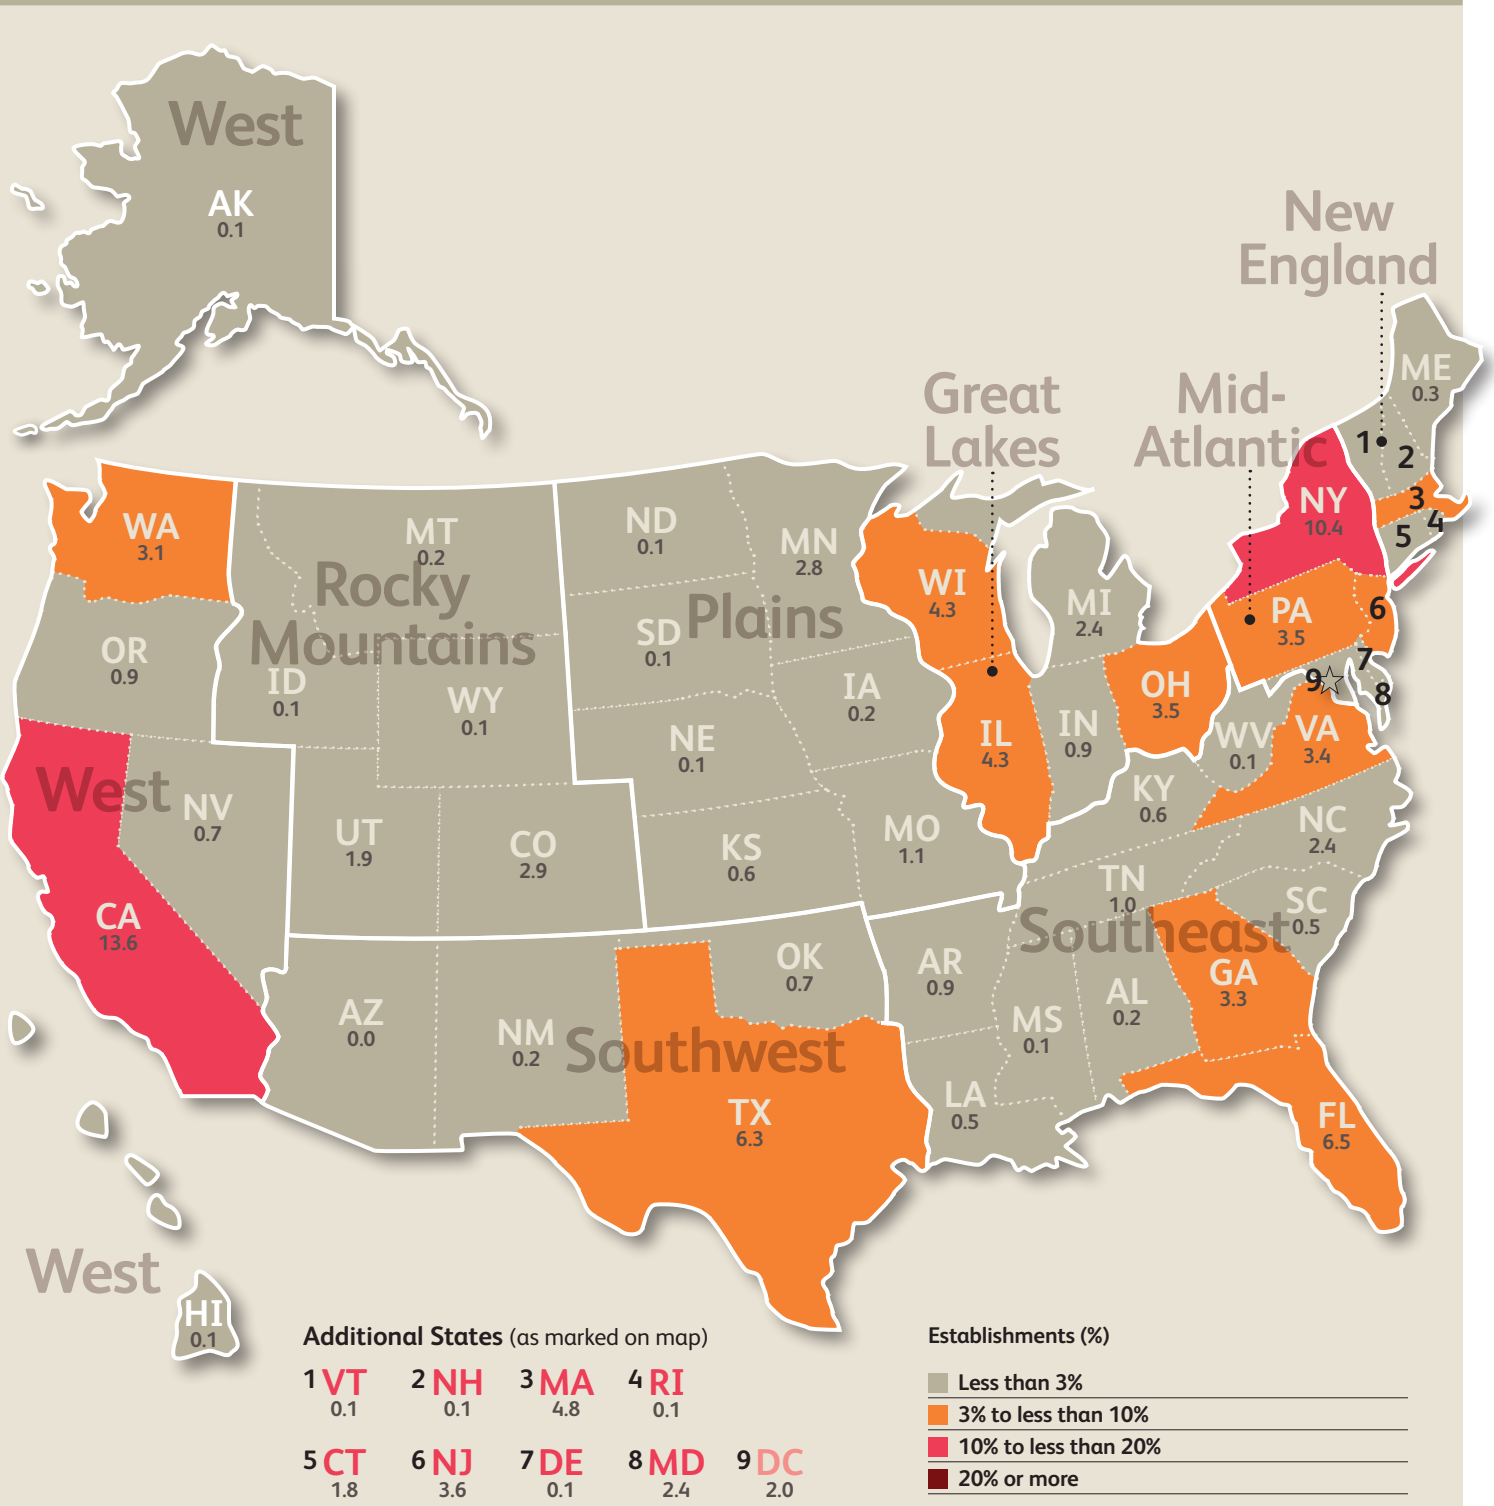 West
AK
0.1
New
England
ME
0.3
Great
Lakes
Mid-
Atlantic
1
2
NY
10.4
3
4
5
WA
3.1
MT
0.2
ND
0.1
MN
2.8
Rocky
Mountains
WI
4.3
MI
2.4
PA
3.5
6
OR
0.9
SD
0.1
Plains
7
9
8
ID
0.1
WY
0.1
IA
0.2
OH
3.5
NE
0.1
IL
4.3
IN
0.9
WV
0.1
VA
3.4
West
NV
0.7
KY
0.6
UT
1.9
CO
2.9
KS
0.6
MO
1.1
NC
2.4
TN
1.0
SC
0.5
CA
13.6
Southeast
OK
0.7
AR
0.9
GA
3.3
AZ
0.0
NM
0.2
Southwest
MS
0.1
AL
0.2
TX
6.3
LA
0.5
FL
6.5
West
HI
0.1
Additional States (as marked on map)
1 VT 2 NH 3 MA 4 RI
0.1 0.1 4.8 0.1
5 CT 6 NJ 7 DE 8 MD 9 DC
1.8 3.6 0.1 2.4 2.0
Establishments (%)
Less than 3%
3% to less than 10%
10% to less than 20%
20% or more